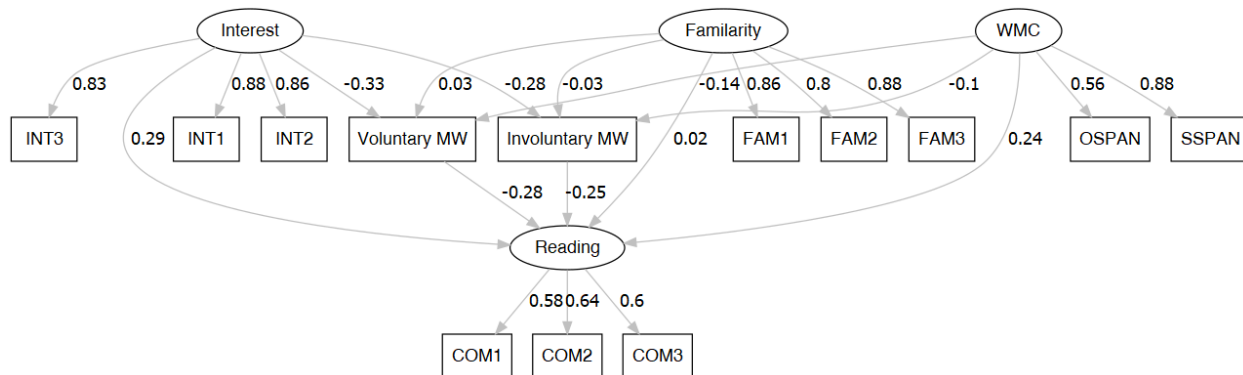 Interest Familarity WMC
0.83 0.88 0.86 -0.33 0.03 -0.28 -0.03 -0.14 0.86 0.8 0.88 -0.1 0.56 0.88
INT3 0.29 INT1 INT2 Voluntary MW Involuntary MW 0.02 FAM1 FAM2 FAM3 0.24 OSPAN SSPAN
-0.28 -0.25
Reading
0.58 0.64 0.6
COM1 COM2 COM3